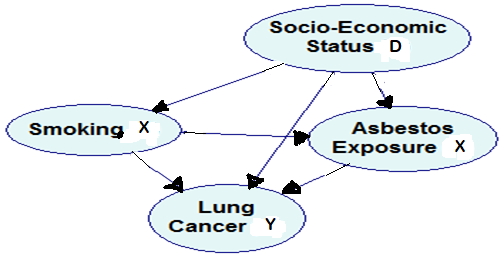 Socio-Economic
Status D
Smoking X
Asbestos
Exposure X
Lung
Cancer Y